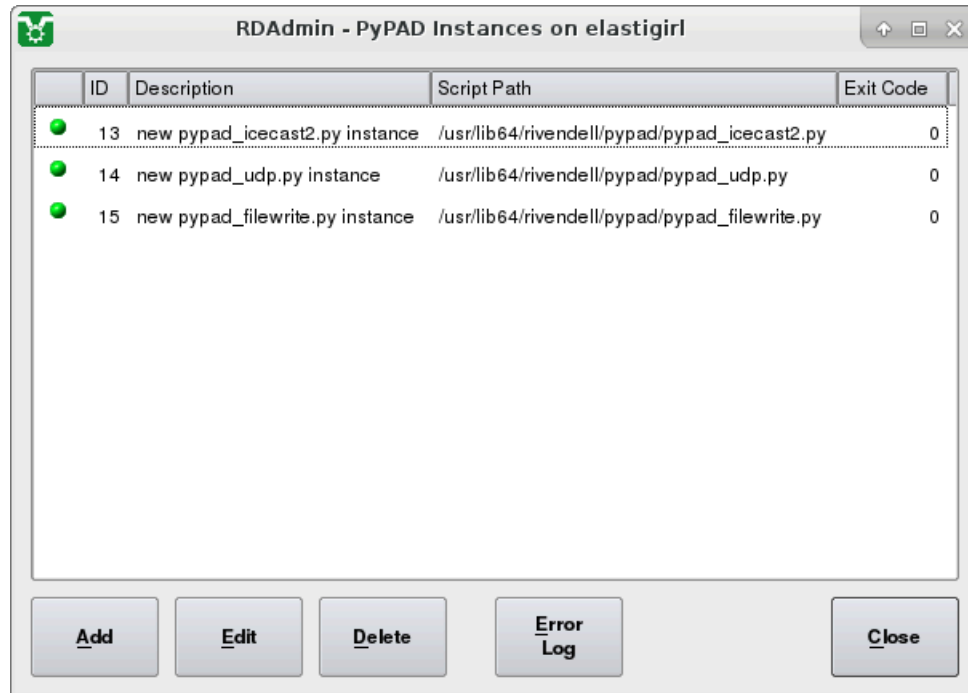 RDAdmin - PyPAD Instances on elastigirl
ID Description Script Path Exit Code
13 new pypad_icecast2.py instance /usr/lib64/rivendell/pypad/pypad_icecast2.py 0
14 new pypad_udp.py instance /usr/lib64/rivendell/pypad/pypad_udp.py 0
15 new pypad_filewrite.py instance /usr/lib64/rivendell/pypad/pypad_filewrite.py 0
Add Edit Delete Error Log Close